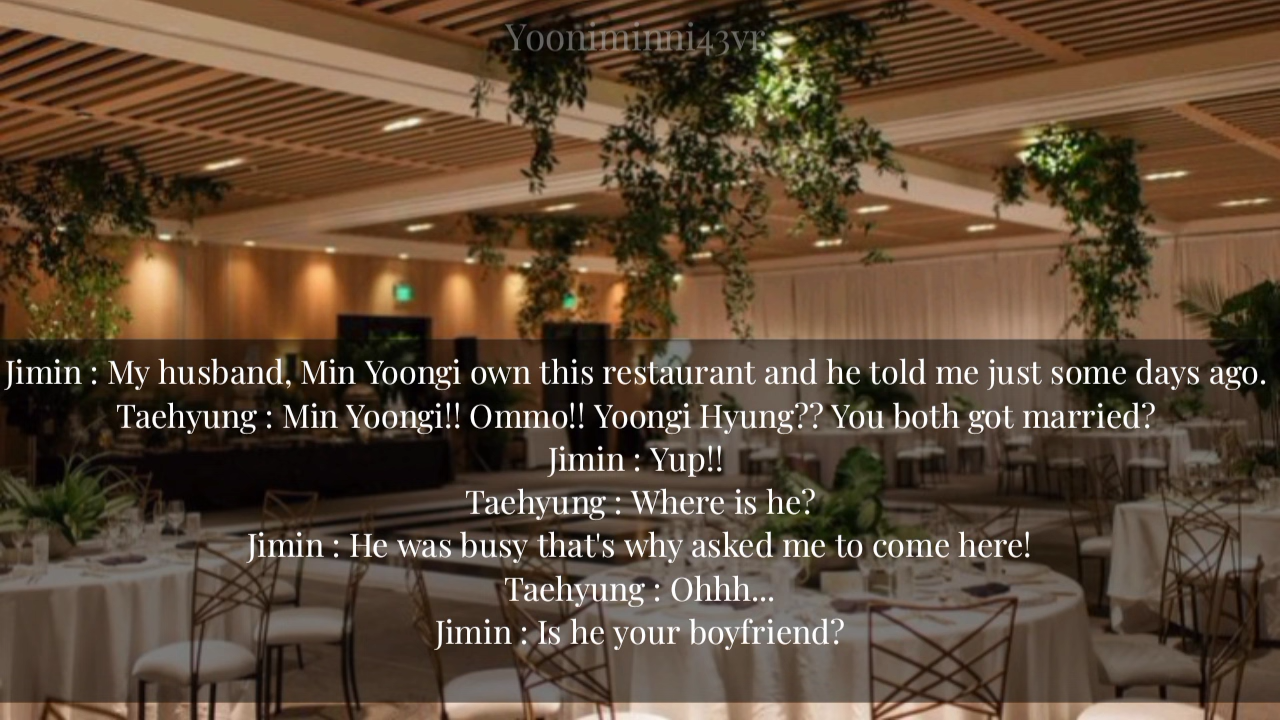 Yooniminni43vr
Jimin : My husband, Min Yoongi own this restaurant and he told me just some days ago.
Taehyung : Min Yoongi!! Ommo!! Yoongi Hyung?? You both got married?
Jimin : Yup!!
Taehyung : Where is he?
Jimin : He was busy that's why asked me to come here!
Taehyung : Ohhh...
Jimin : Is he your boyfriend?